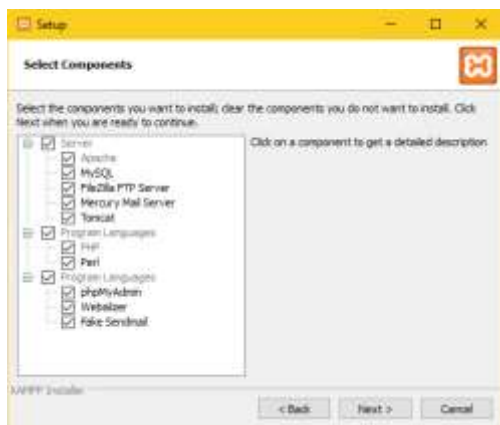 Setup
Select Components
Select the components you want to install; clear the components you do not want to install. Click
Next when you are ready to continue.
Server
Apache
MySQL
FileZilla FTP Server
Mercury Mail Server
Tomcat
Program Languages
PHP
Perl
Program Languages
phpMyAdmin
Webalizer
Fake Sendmail
Click on a component to get a detailed description
XAMPP Installer
< Back
Next >
Cancel